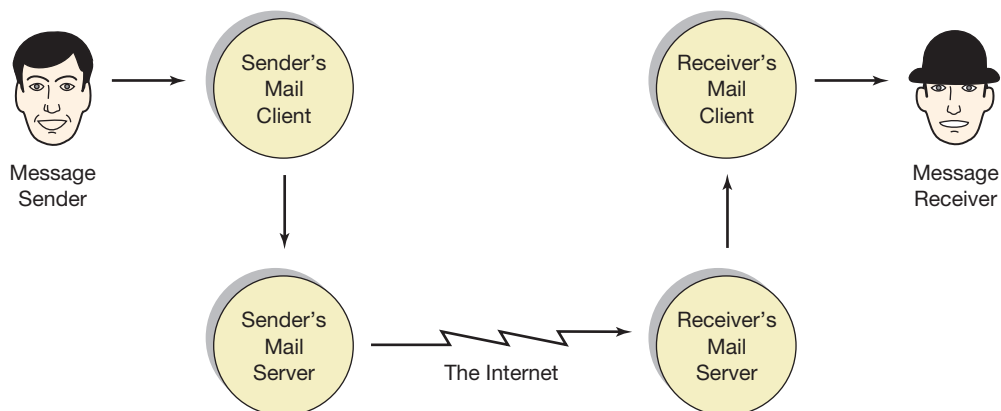 Message
Sender
Sender's
Mail
Client
Receiver's
Mail
Client
Message
Receiver
Sender's
Mail
Server
The Internet
Receiver's
Mail
Server